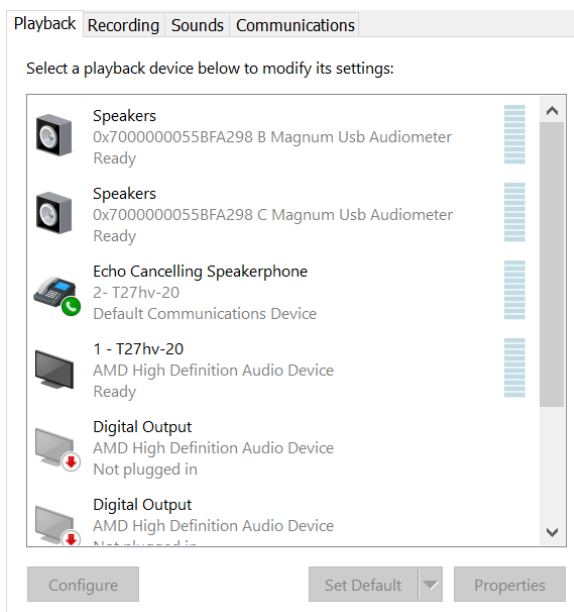 Playback Recording Sounds Communications
Select a playback device below to modify its settings:
Speakers
0x7000000055BFA298 B Magnum Usb Audiometer
Ready
Speakers
0x7000000055BFA298 C Magnum Usb Audiometer
Ready
Echo Cancelling Speakerphone
2- T27hv-20
Default Communications Device
1 - T27hv-20
AMD High Definition Audio Device
Ready
Digital Output
AMD High Definition Audio Device
Not plugged in
Digital Output
AMD High Definition Audio Device
Not plugged in
Configure Set Default Properties